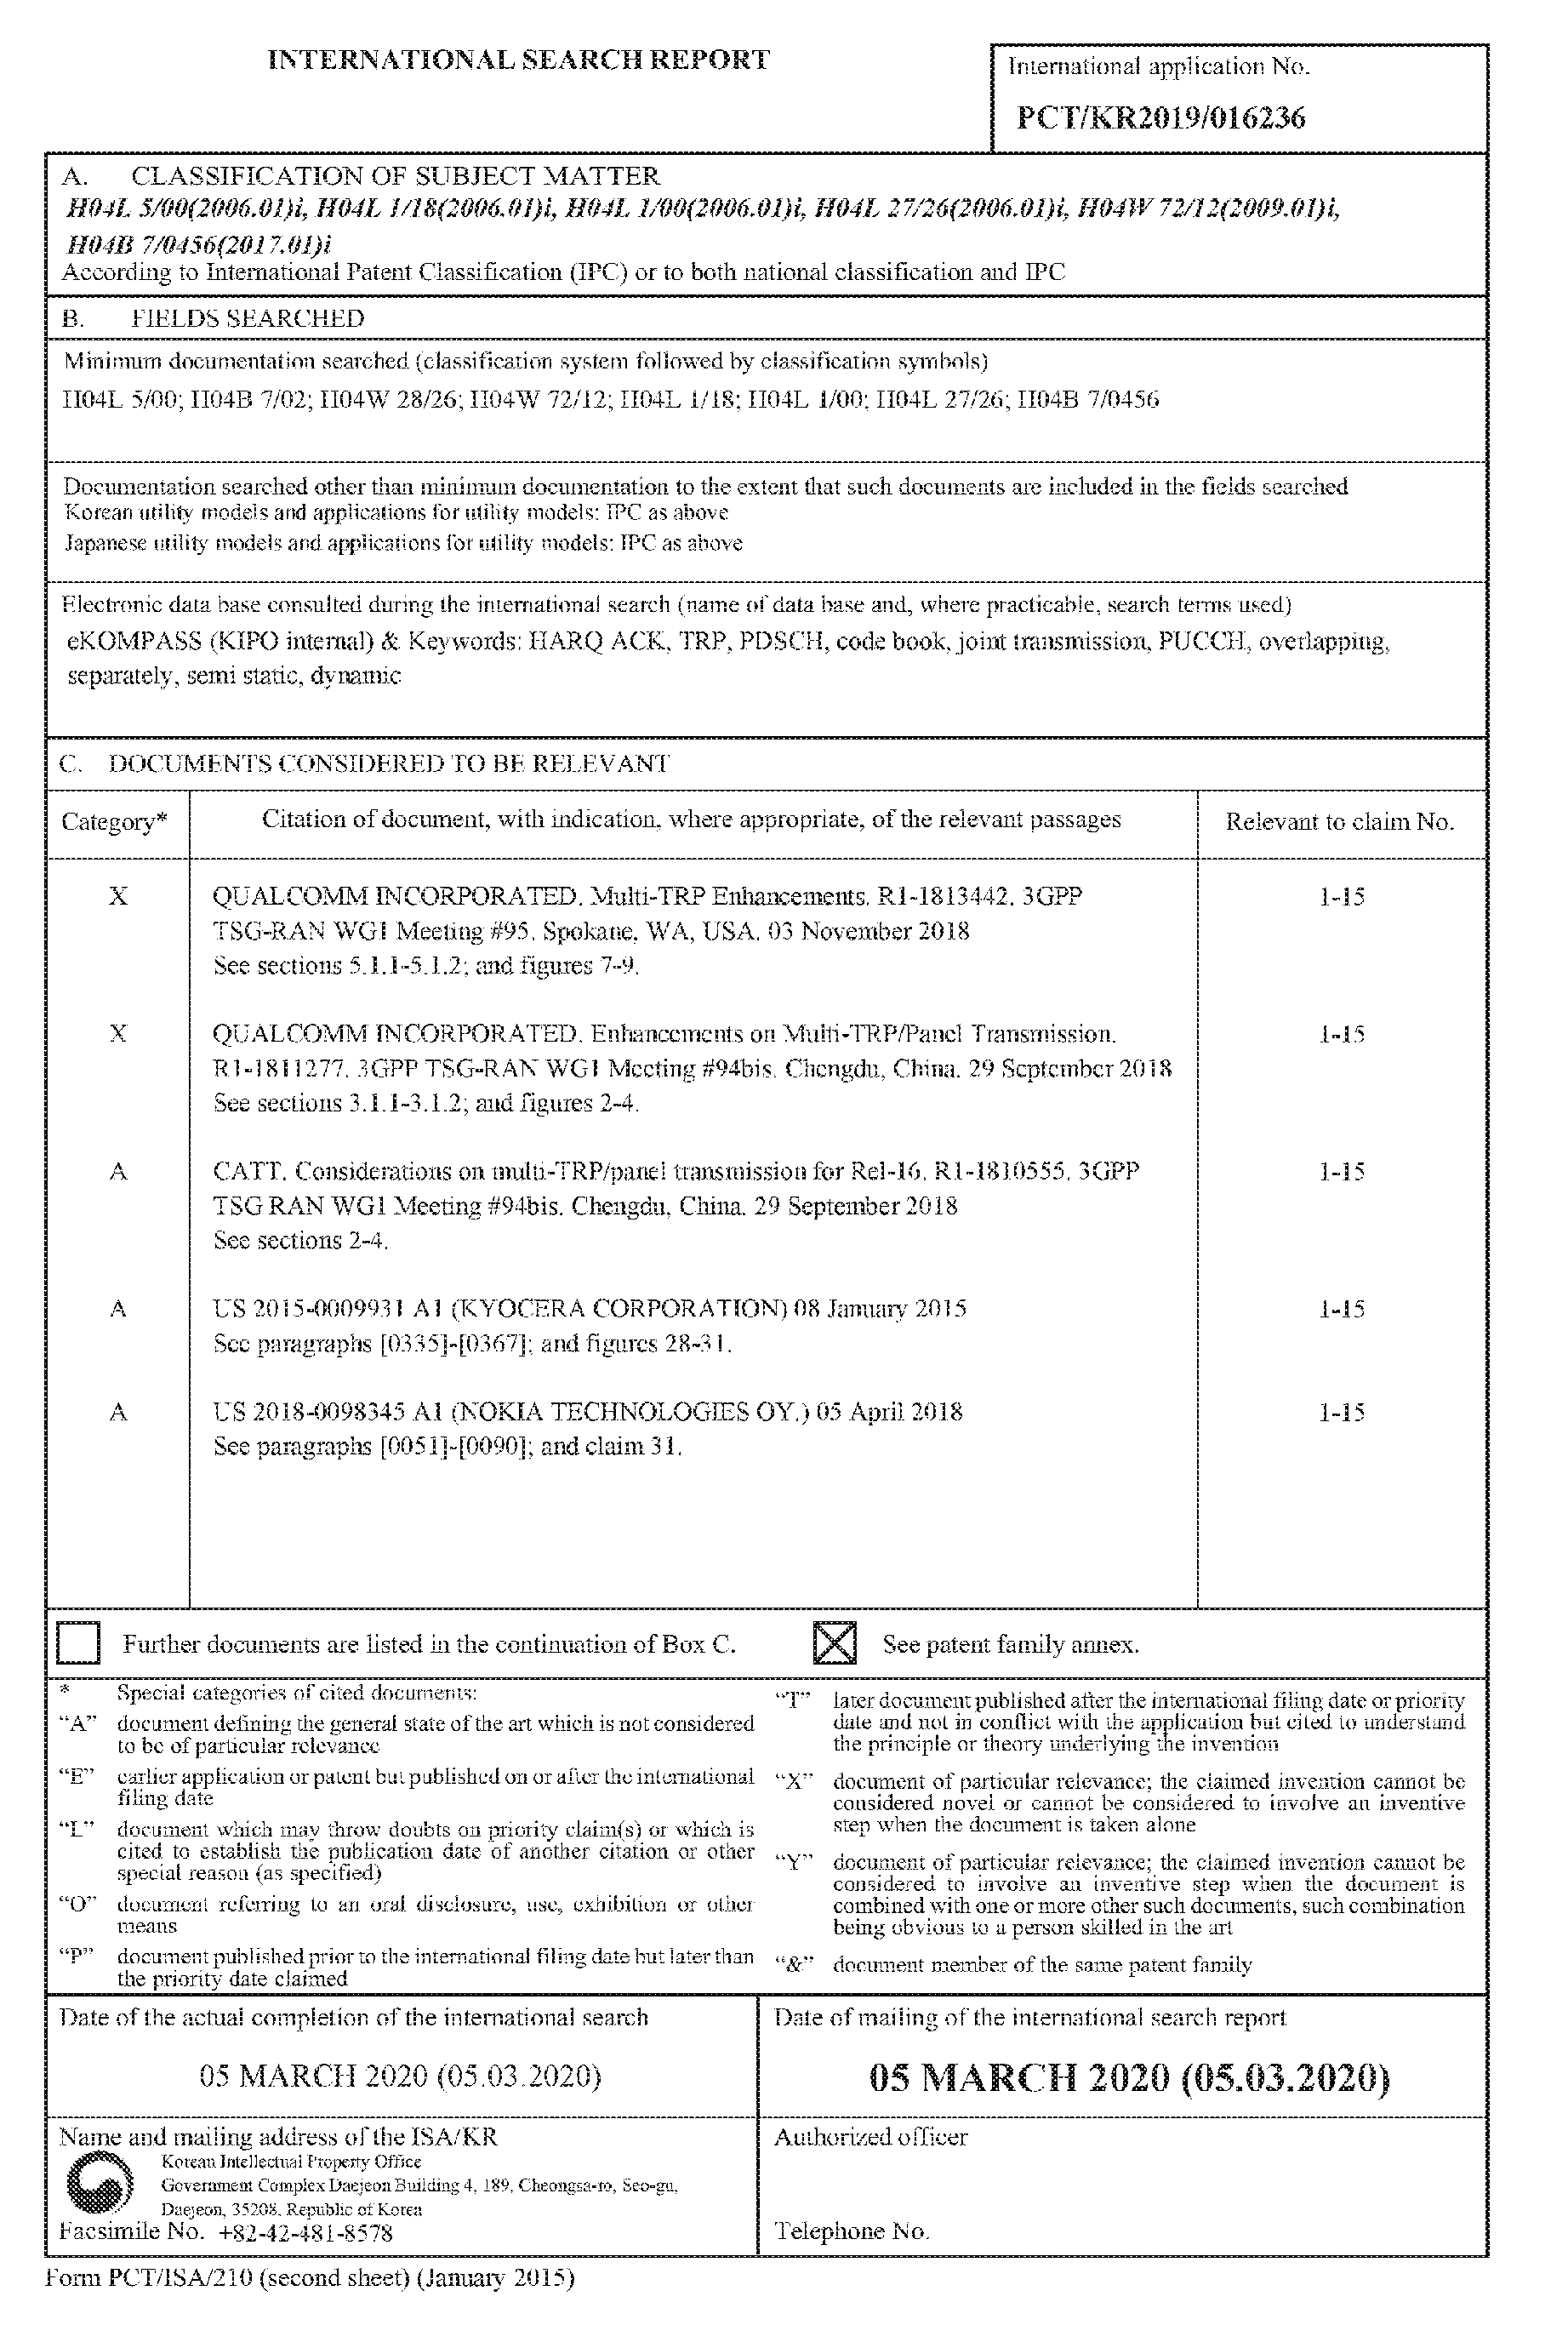 INTERNATIONAL SEARCH REPORT
International application No.
PCT/KR2019/016236
A. CLASSIFICATION OF SUBJECT MATTER
H04L 5/00(2006.01)i, H04L 1/18(2006.01)i, H04L 1/00(2006.01)i, H04L 27/26(2006.01)i, H04W 72/12(2009.01)i,
H04B 7/0456(2017.01)i
According to International Patent Classification (IPC) or to both national classification and IPC
B. FIELDS SEARCHED
Minimum documentation searched (classification system followed by classification symbols)
H04L 5/00; H04B 7/02; H04W 28/26; H04W 72/12; H04L 1/18; H04L 1/00; H04L 27/26; H04B 7/0456
Documentation searched other than minimum documentation to the extent that such documents are included in the fields searched
Korean utility models and applications for utility models: IPC as above
Japanese utility models and applications for utility models: IPC as above
Electronic data base consulted during the international search (name of data base and, where practicable, search terms used)
eKOMPASS (KIPO internal) & Keywords: HARQ ACK, TRP, PDSCH, code book, joint transmission, PUCCH, overlapping,
separately, semi static, dynamic
C. DOCUMENTS CONSIDERED TO BE RELEVANT
Category* Citation of document, with indication, where appropriate, of the relevant passages Relevant to claim No.
X QUALCOMM INCORPORATED. Multi-TRP Enhancements. R1-1813442. 3GPP 1-15
TSG-RAN WG1 Meeting #95. Spokane, WA, USA. 03 November 2018
See sections 5.1.1-5.1.2; and figures 7-9.
X QUALCOMM INCORPORATED. Enhancements on Multi-TRP/Panel Transmission. 1-15
R1-1811277. 3GPP TSG-RAN WG1 Meeting #94bis. Chengdu, China. 29 September 2018
See sections 3.1.1-3.1.2; and figures 2-4.
A CATT. Considerations on multi-TRP/panel transmission for Rel-16. R1-1810555. 3GPP 1-15
TSG RAN WG1 Meeting #94bis. Chengdu, China. 29 September 2018
See sections 2-4.
A US 2015-0009931 A1 (KYOCERA CORPORATION) 08 January 2015 1-15
See paragraphs [0335]-[0367]; and figures 28-31.
A US 2018-0098345 A1 (NOKIA TECHNOLOGIES OY.) 05 April 2018 1-15
See paragraphs [0051]-[0090]; and claim 31.
Further documents are listed in the continuation of Box C. See patent family annex.
* Special categories of cited documents:
“A” document defining the general state of the art which is not considered
to be of particular relevance
“E” earlier application or patent but published on or after the international
filing date
“L” document which may throw doubts on priority claim(s) or which is
cited to establish the publication date of another citation or other
special reason (as specified)
“O” document referring to an oral disclosure, use, exhibition or other
means
“P” document published prior to the international filing date but later than
the priority date claimed
“T” later document published after the international filing date or priority
date and not in conflict with the application but cited to understand
the principle or theory underlying the invention
“X” document of particular relevance; the claimed invention cannot be
considered novel or cannot be considered to involve an inventive
step when the document is taken alone
“Y” document of particular relevance; the claimed invention cannot be
considered to involve an inventive step when the document is
combined with one or more other such documents, such combination
being obvious to a person skilled in the art
“&” document member of the same patent family
Date of the actual completion of the international search
05 MARCH 2020 (05.03.2020)
Date of mailing of the international search report
05 MARCH 2020 (05.03.2020)
Name and mailing address of the ISA/KR
Korean Intellectual Property Office
Government Complex Daejeon Building 4, 189, Cheongsa-ro, Seo-gu,
Daejeon, 35208, Republic of Korea
Facsimile No. +82-42-481-8578
Authorized officer
Telephone No.
Form PCT/ISA/210 (second sheet) (January 2015)